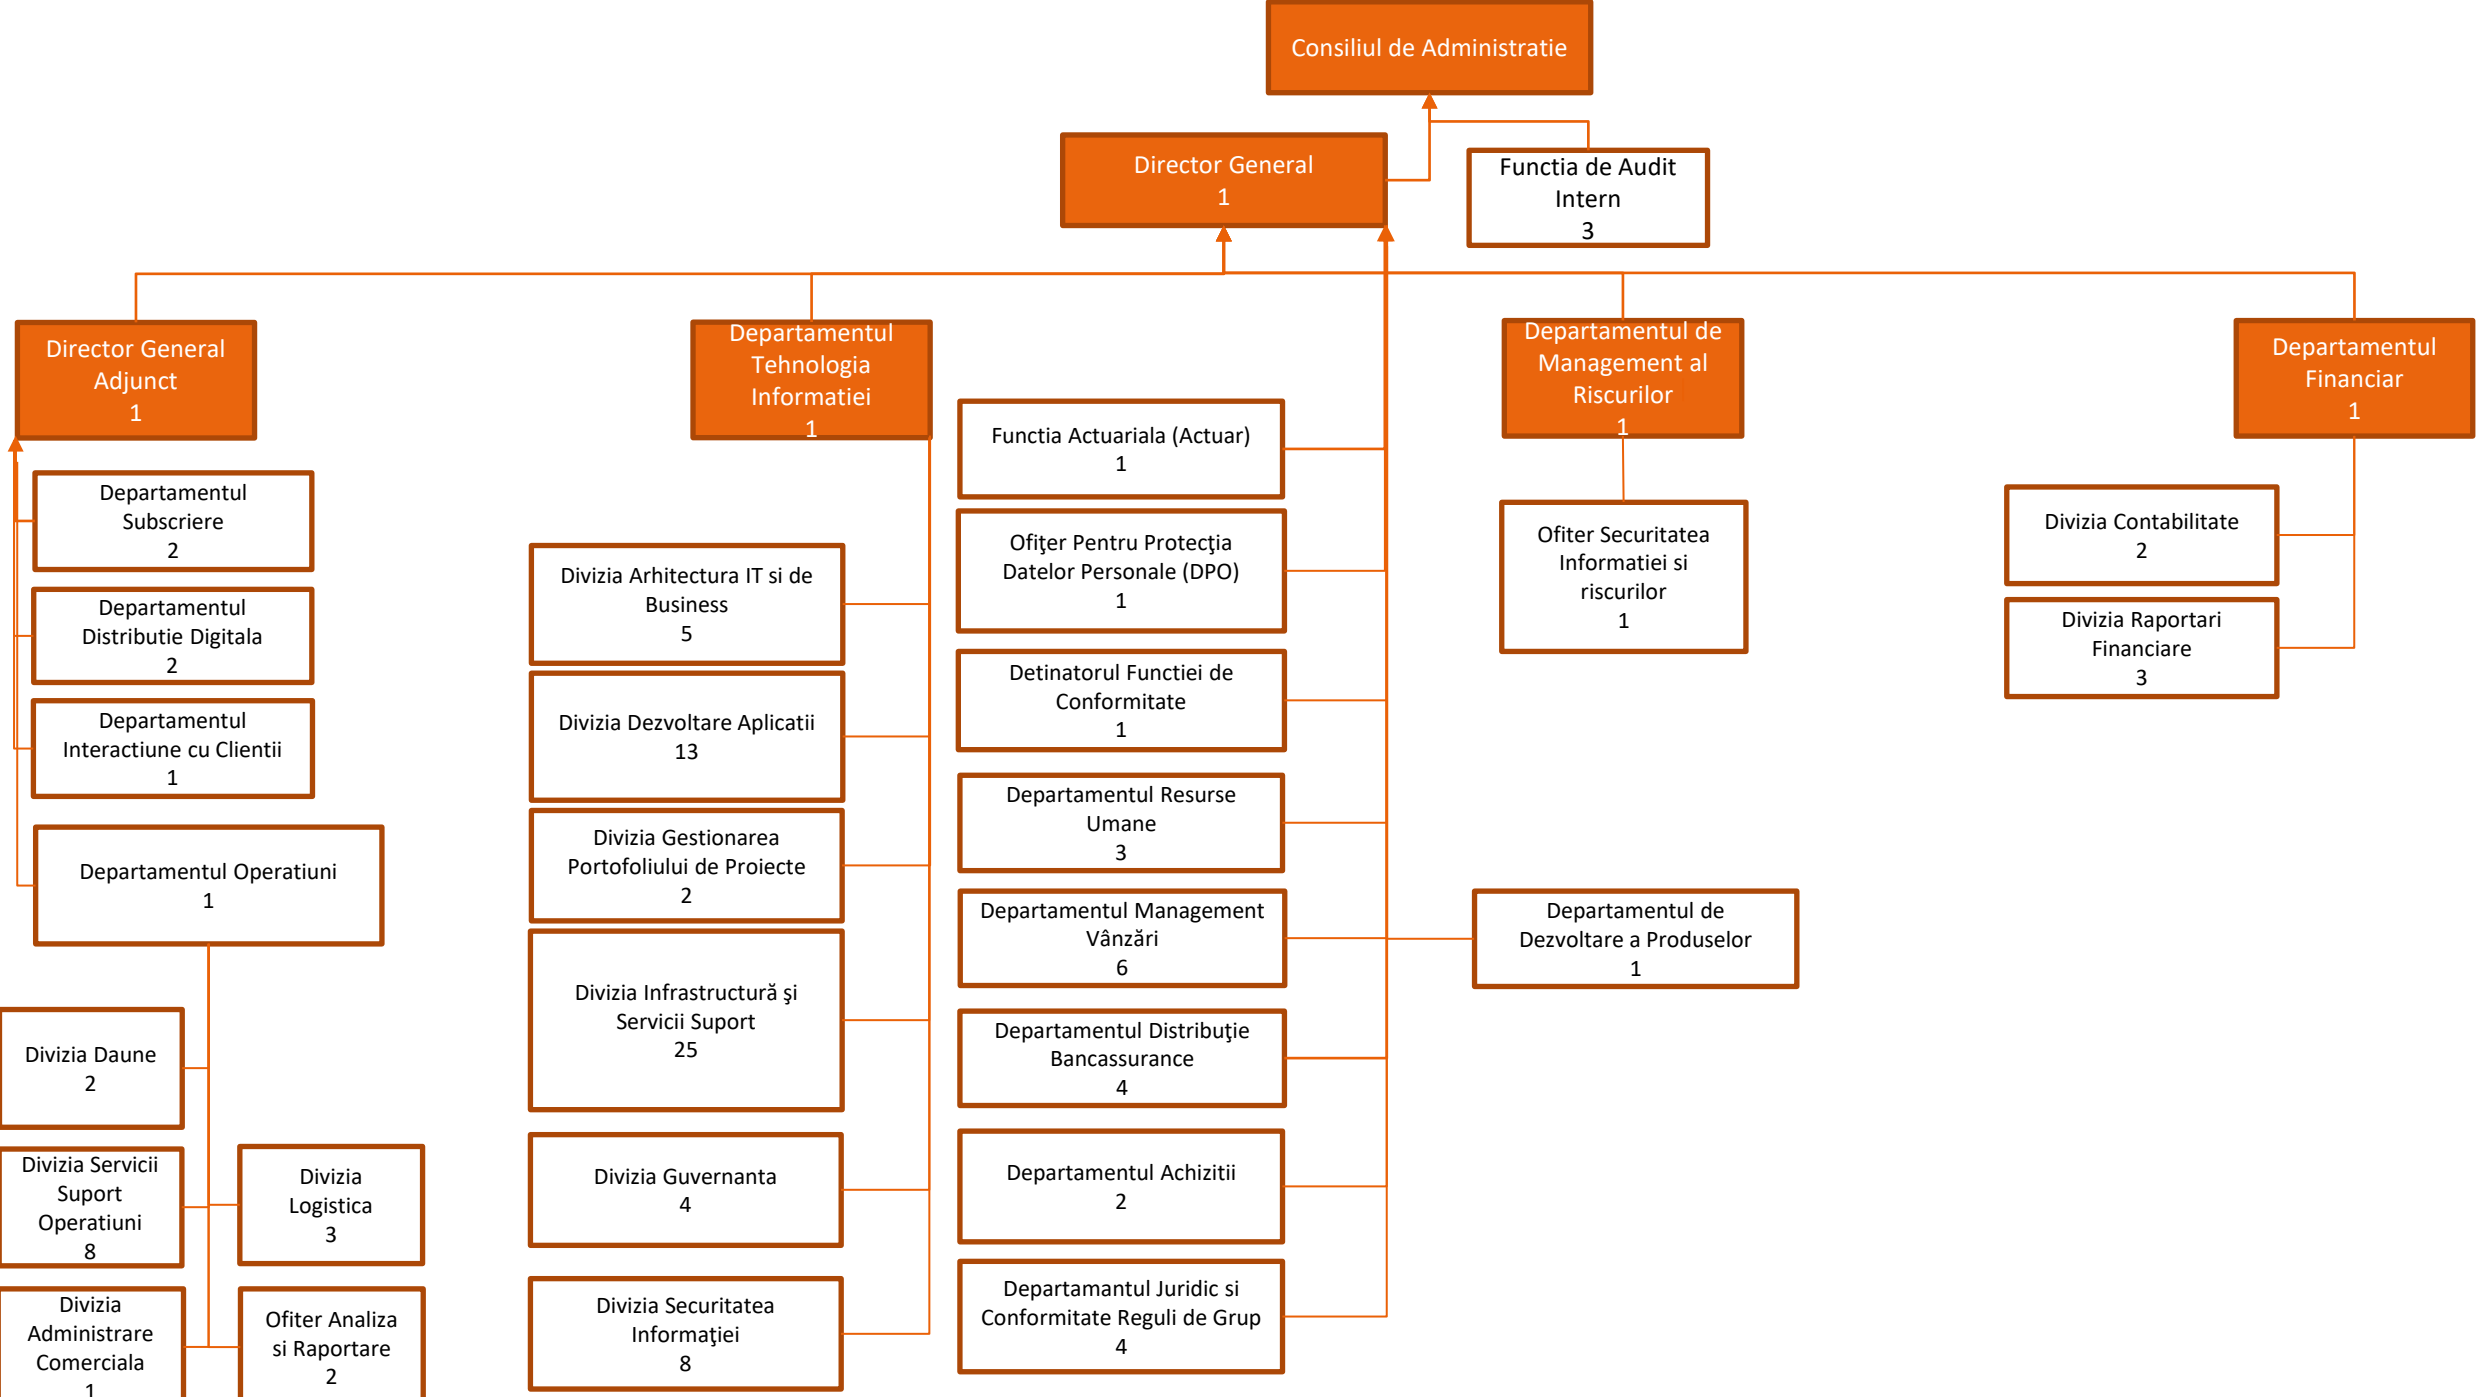 Consiliul de Administratie
Director General
1
Functia de Audit
Intern
3
Director General
Adjunct
1
Departamentul
Tehnologia
Informatiei
1
Departamentul de
Management al
Riscurilor
1
Departamentul
Financiar
1
Departamentul
Subscriere
2
Departamentul
Distributie Digitala
2
Departamentul
Interactiune cu Clientii
1
Departamentul Operatiuni
1
Divizia Daune
2
Divizia Servicii
Suport
Operatiuni
8
Divizia
Administrare
Comerciala
1
Divizia
Logistica
3
Ofiter Analiza
si Raportare
2
Divizia Arhitectura IT si de
Business
5
Divizia Dezvoltare Aplicatii
13
Divizia Gestionarea
Portofoliului de Proiecte
2
Divizia Infrastructură şi
Servicii Suport
25
Divizia Guvernanta
4
Divizia Securitatea
Informaţiei
8
Functia Actuariala (Actuar)
1
Ofiţer Pentru Protecţia
Datelor Personale (DPO)
1
Detinatorul Functiei de
Conformitate
1
Departamentul Resurse
Umane
3
Departamentul Management
Vânzări
6
Departamentul Distribuţie
Bancassurance
4
Departamentul Achizitii
2
Departamantul Juridic si
Conformitate Reguli de Grup
4
Ofiter Securitatea
Informatiei si
riscurilor
1
Departamentul de
Dezvoltare a Produselor
1
Divizia Contabilitate
2
Divizia Raportari
Financiare
3